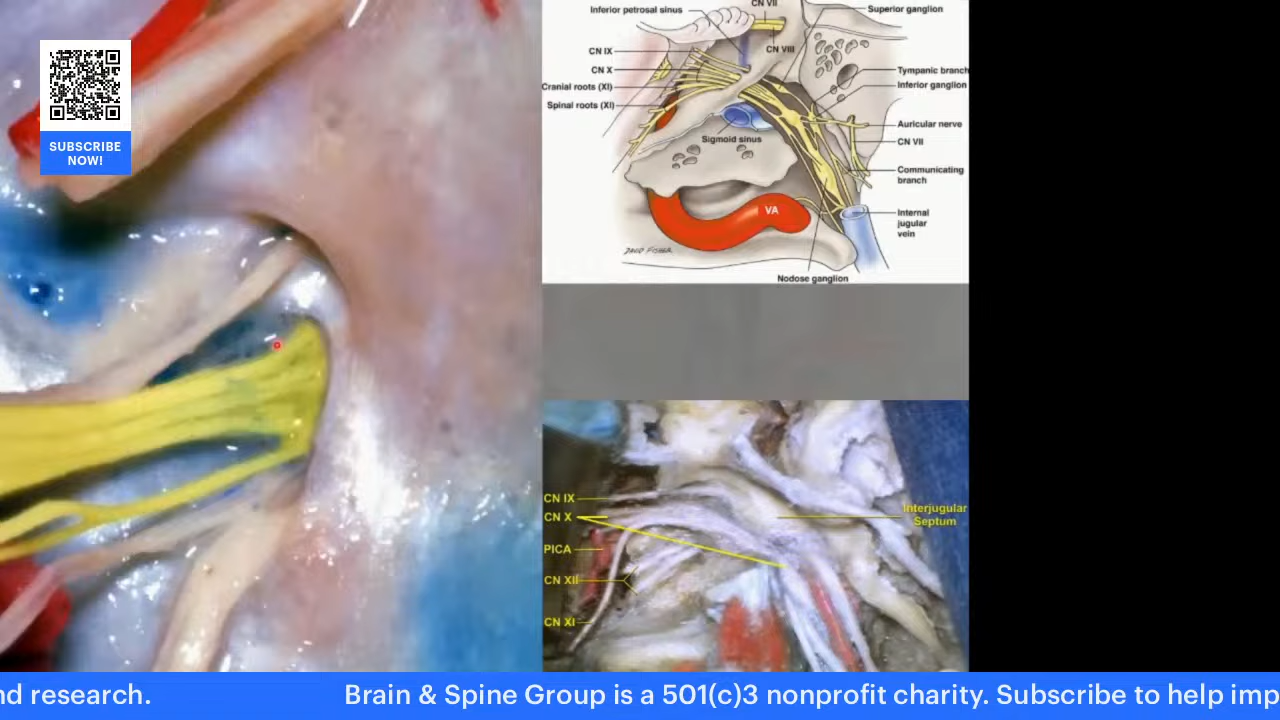 SUBSCRIBE
NOW!
Inferior petrosal sinus
CN VII
Superior ganglion
CN IX
CN VIII
CN X
Tympanic branch
Cranial roots (XI)
Inferior ganglion
Spinal roots (XI)
Auricular nerve
Sigmoid sinus
CN VII
Communicating
branch
VA
Internal
jugular
vein
DAVID FISHER
Nodose ganglion
CN IX
CN X
Interjugular
Septum
PICA
CN XII
CN XI
nd research.
Brain & Spine Group is a 501(c)3 nonprofit charity. Subscribe to help imp